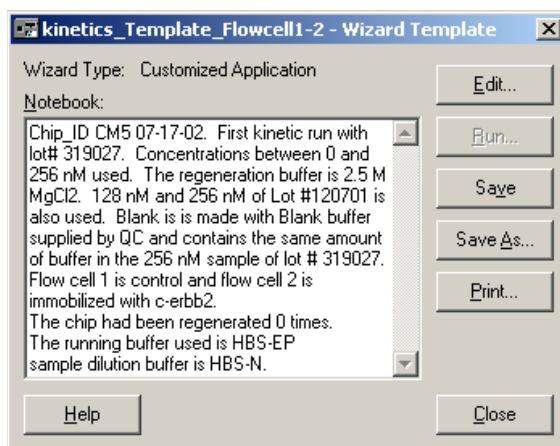 kinetics_Template_Flowcell1-2 - Wizard Template
Wizard Type: Customized Application
Edit...
Notebook:
Chip_ID CM5 07-17-02. First kinetic run with
lot# 319027. Concentrations between 0 and
256 nM used. The regeneration buffer is 2.5 M
MgCl2. 128 nM and 256 nM of Lot #120701 is
also used. Blank is is made with Blank buffer
supplied by QC and contains the same amount
of buffer in the 256 nM sample of lot # 319027.
Flow cell 1 is control and flow cell 2 is
immobilized with c-erbb2.
The chip had been regenerated 0 times.
The running buffer used is HBS-EP
sample dilution buffer is HBS-N.
Run...
Save
Save As...
Print...
Help
Close